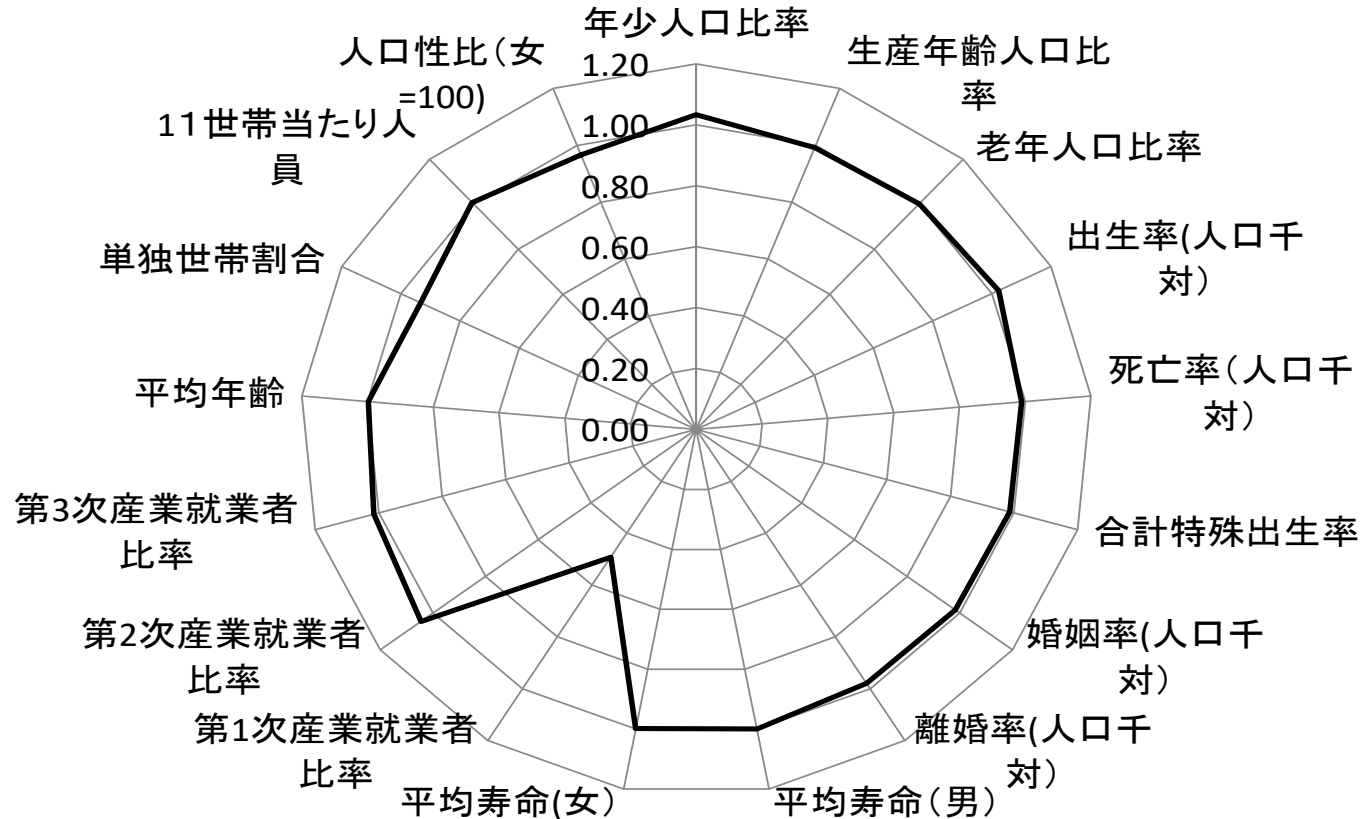 年少人口比率
生産年齢人口比
率
老年人口比率
出生率(人口千
対）
死亡率（人口千
対）
合計特殊出生率
婚姻率(人口千
対）
離婚率(人口千
対）
平均寿命（男）
平均寿命(女）
第1次産業就業者
比率
第2次産業就業者
比率
第3次産業就業者
比率
平均年齢
単独世帯割合
1１世帯当たり人
員
人口性比（女
=100)
1.20
1.00
0.80
0.60
0.40
0.20
0.00